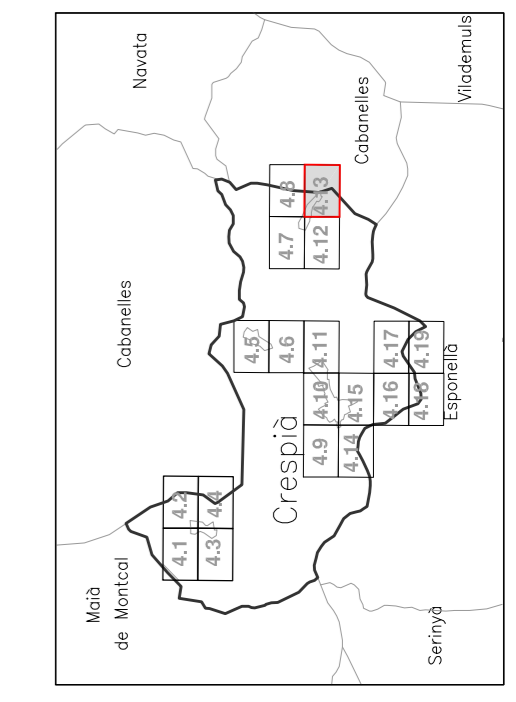 Maià
de Montcal
Cabanelles
Navata
4.1
4.2
4.3
4.4
4.5
4.6
4.7
4.8
Crespià
4.9
4.10
4.11
4.12
4.13
4.14
4.15
4.16
4.17
4.18
4.19
Cabanelles
Serinyà
Esponellà
Vilademuls